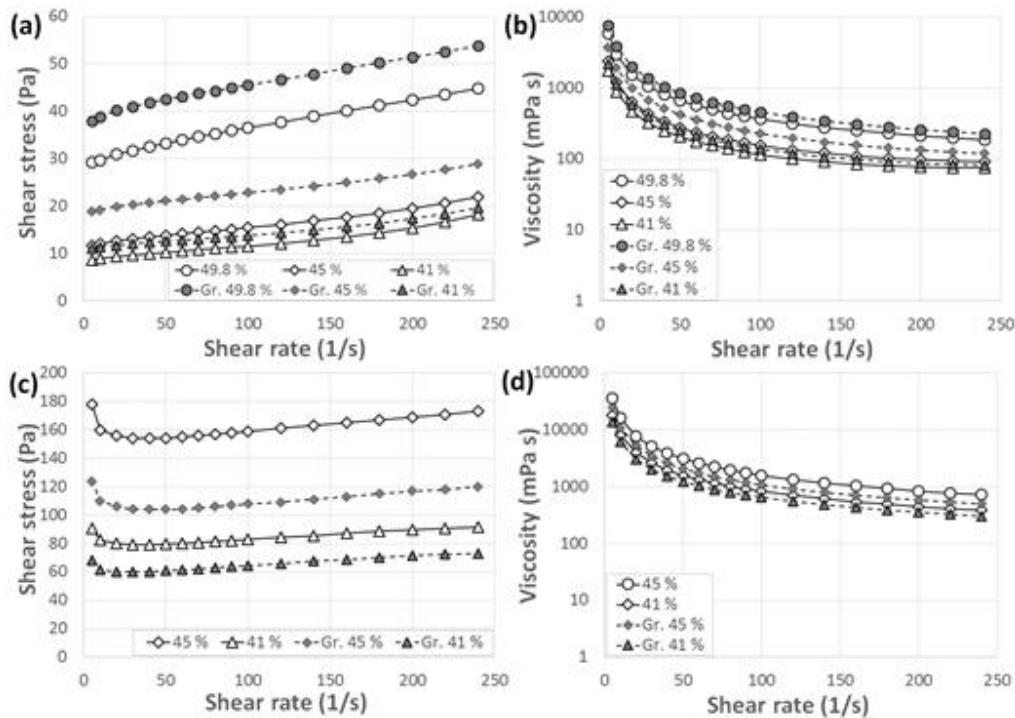 (a)
60
50
40
30
20
10
0
Shear stress (Pa)
49.8 % 45 % 41 %
Gr. 49.8 % Gr. 45 % Gr. 41 %
0 50 100 150 200 250
Shear rate (1/s)
(b)
10000
1000
100
10
1
Viscosity (mPa s)
49.8 %
45 %
41 %
Gr. 49.8 %
Gr. 45 %
Gr. 41 %
0 50 100 150 200 250
Shear rate (1/s)
(c)
200
180
160
140
120
100
80
60
40
20
0
Shear stress (Pa)
45 % 41 % Gr. 45 % Gr. 41 %
0 50 100 150 200 250
Shear rate (1/s)
(d)
100000
10000
1000
100
10
1
Viscosity (mPa s)
45 %
41 %
Gr. 45 %
Gr. 41 %
0 50 100 150 200 250
Shear rate (1/s)